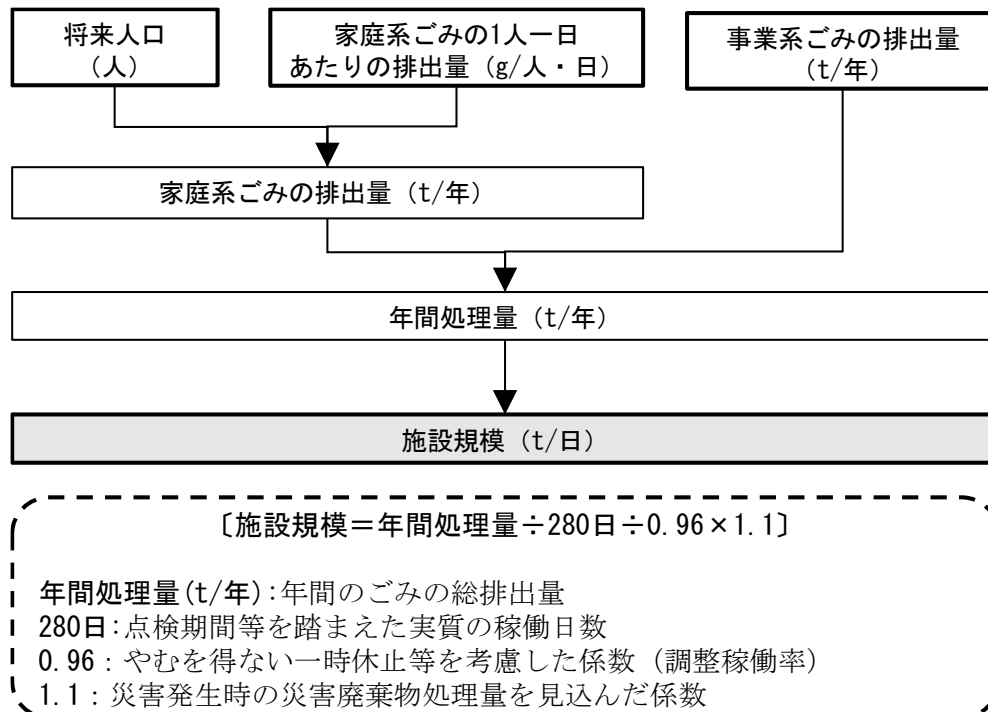 将来人口
（人）
家庭系ごみの1人一日
あたりの排出量（g/人・日）
事業系ごみの排出量
（t/年）
家庭系ごみの排出量（t/年）
年間処理量（t/年）
施設規模（t/日）
〔施設規模＝年間処理量÷280日÷0.96×1.1〕
年間処理量(t/年):年間のごみの総排出量
280日:点検期間等を踏まえた実質の稼働日数
0.96：やむを得ない一時休止等を考慮した係数（調整稼働率）
1.1：災害発生時の災害廃棄物処理量を見込んだ係数